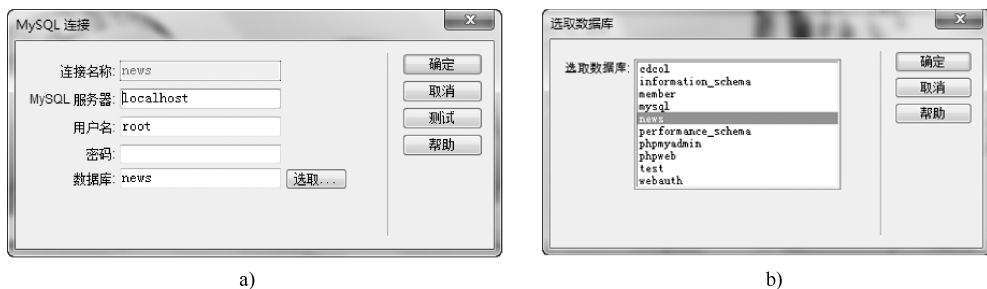 MySQL 连接
连接名称: news
MySQL 服务器: localhost
用户名: root
密码:
数据库: news
选取...
确定
取消
测试
帮助
a)
选取数据库
选取数据库:
cdcol
information_schema
member
mysql
news
performance_schema
phpmyadmin
phpweb
test
webauth
确定
取消
帮助
b)